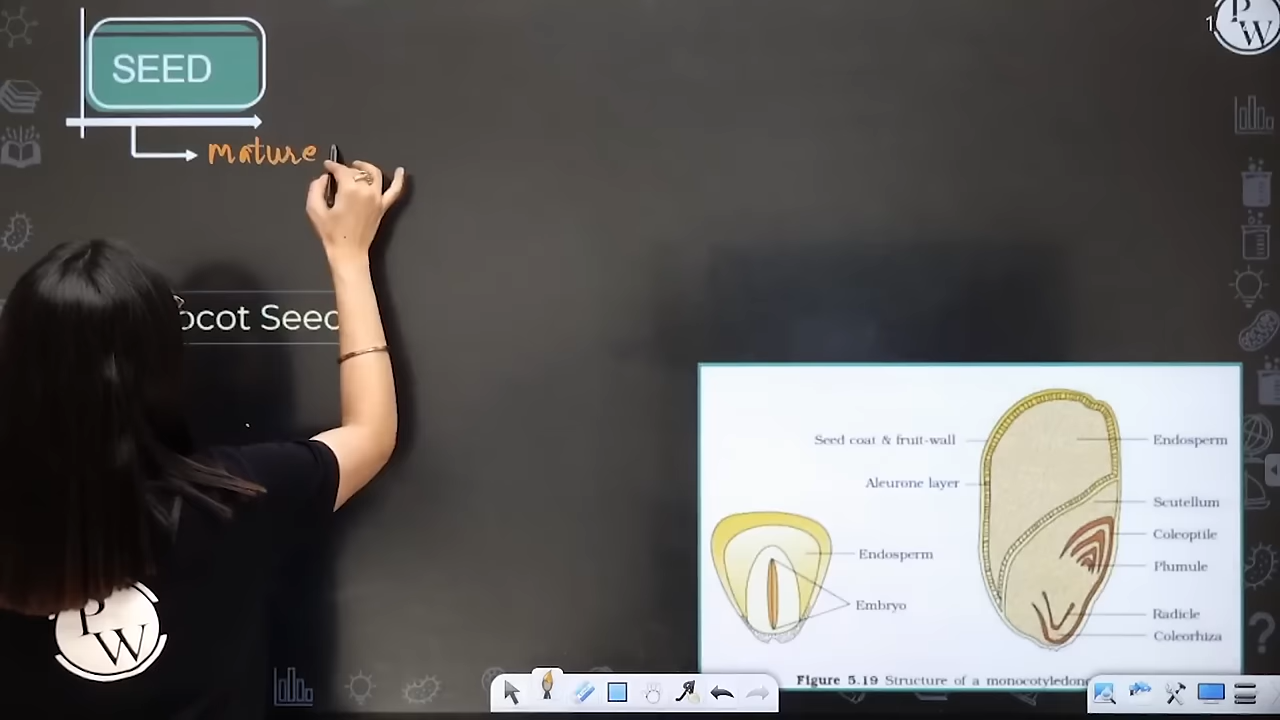 SEED
mature
ocot Seed
Seed coat & fruit-wall
Endosperm
Aleurone layer
Scutellum
Coleoptile
Endosperm
Plumule
Embryo
Radicle
Coleorhiza
Figure 5.19 Structure of a monocotyledon
P W
P W
1